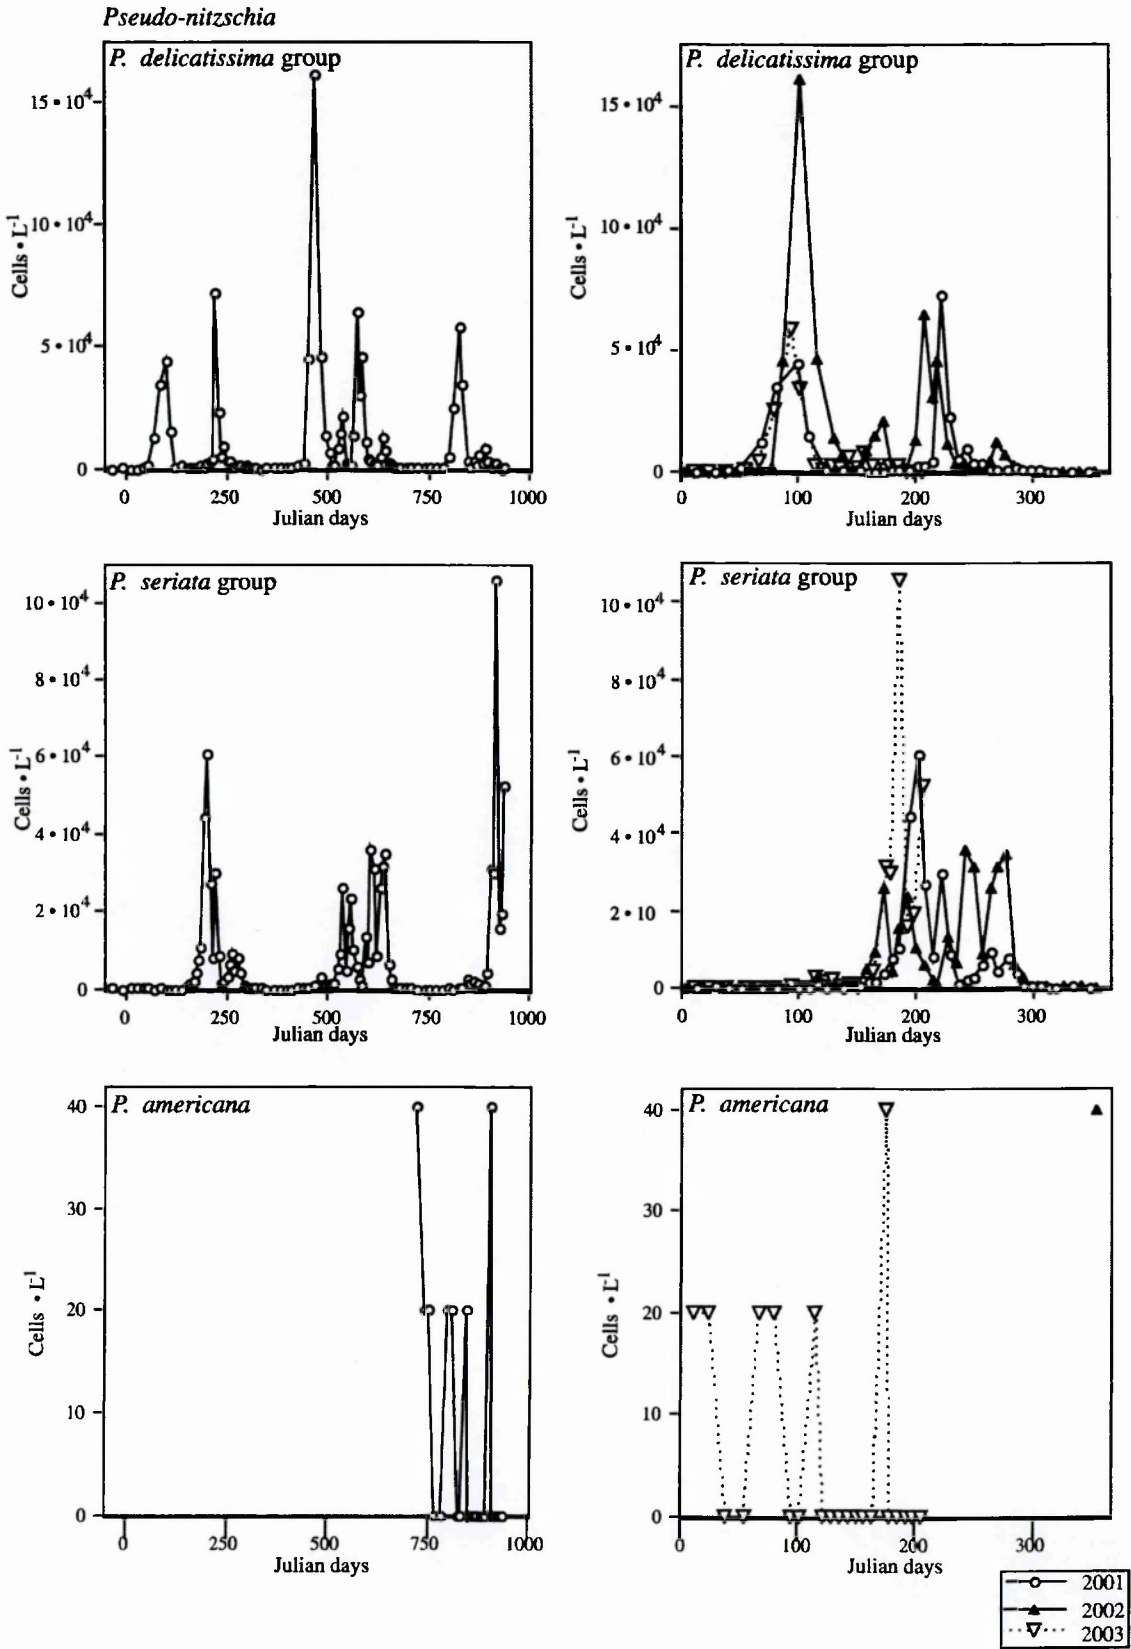 Pseudo-nitzschia
P. delicatissima group
15 • 10⁴
10 • 10⁴
5 • 10⁴
0
Cells • L⁻¹
0 250 500 750 1000
Julian days
P. delicatissima group
15 • 10⁴
10 • 10⁴
5 • 10⁴
0
Cells • L⁻¹
0 100 200 300
Julian days
P. seriata group
10 • 10⁴
8 • 10⁴
6 • 10⁴
4 • 10⁴
2 • 10⁴
0
Cells • L⁻¹
0 250 500 750 1000
Julian days
P. seriata group
10 • 10⁴
8 • 10⁴
6 • 10⁴
4 • 10⁴
2 • 10
0
Cells • L⁻¹
0 100 200 300
Julian days
P. americana
40
30
20
10
0
Cells • L⁻¹
0 250 500 750 1000
Julian days
P. americana
40
30
20
10
0
Cells • L⁻¹
0 100 200 300
Julian days
2001
2002
2003